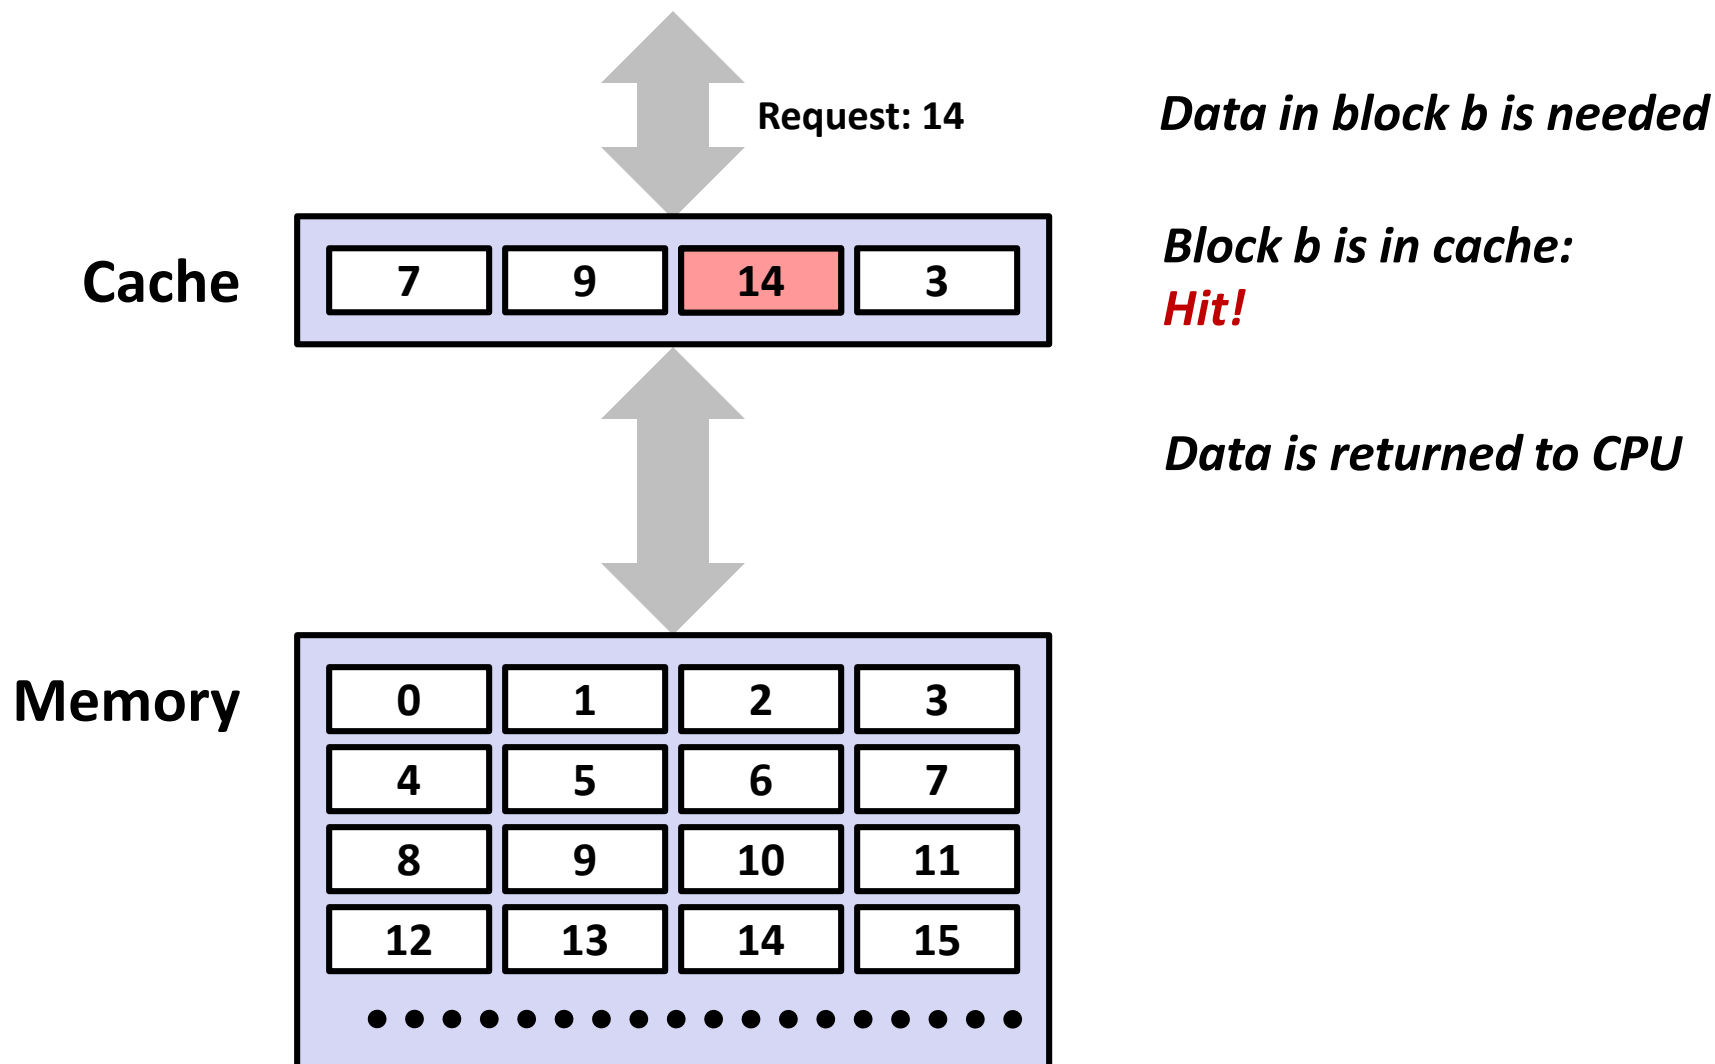 Request: 14
Data in block b is needed
Cache
7 9 14 3
Block b is in cache:
Hit!
Data is returned to CPU
Memory
0 1 2 3
4 5 6 7
8 9 10 11
12 13 14 15